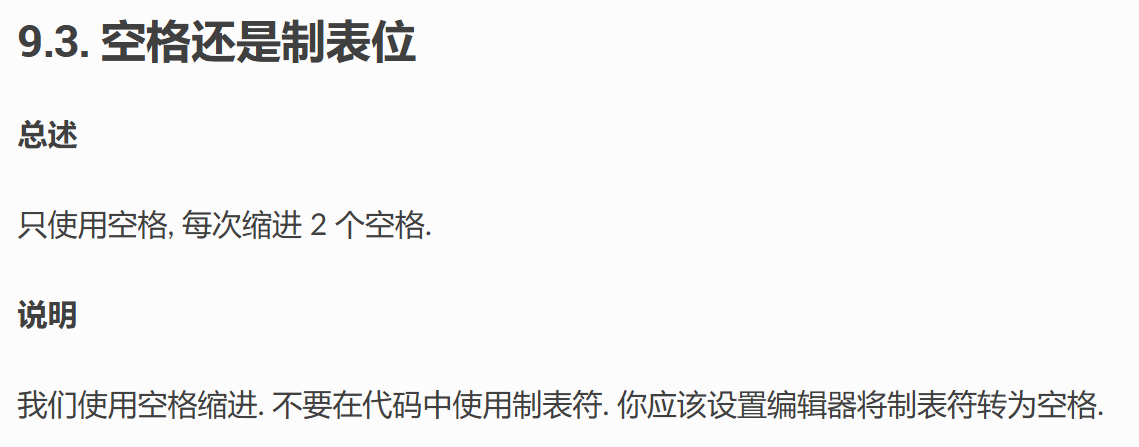 9.3. 空格还是制表位
总述
只使用空格, 每次缩进 2 个空格.
说明
我们使用空格缩进. 不要在代码中使用制表符. 你应该设置编辑器将制表符转为空格.